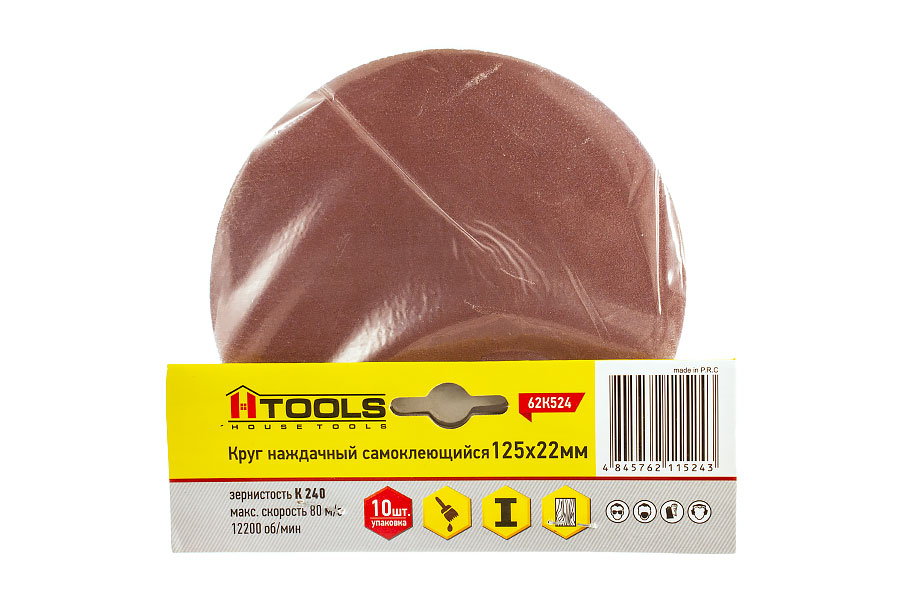 made in P.R.C
HTOOLS
HOUSE TOOLS
62K524
Круг наждачный самоклеющийся 125x22мм
4 845762 115243
зернистость К 240
макс. скорость 80 м/с
12200 об/мин
10шт.
упаковка